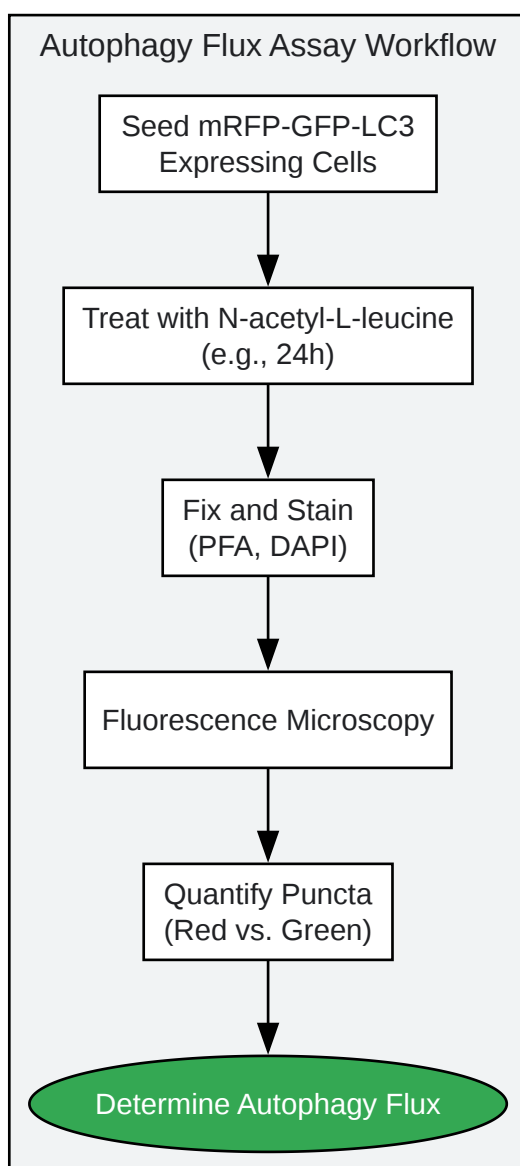 Autophagy Flux Assay Workflow
Seed mRFP-GFP-LC3
Expressing Cells
Treat with N-acetyl-L-leucine
(e.g., 24h)
Fix and Stain
(PFA, DAPI)
Fluorescence Microscopy
Quantify Puncta
(Red vs. Green)
Determine Autophagy Flux